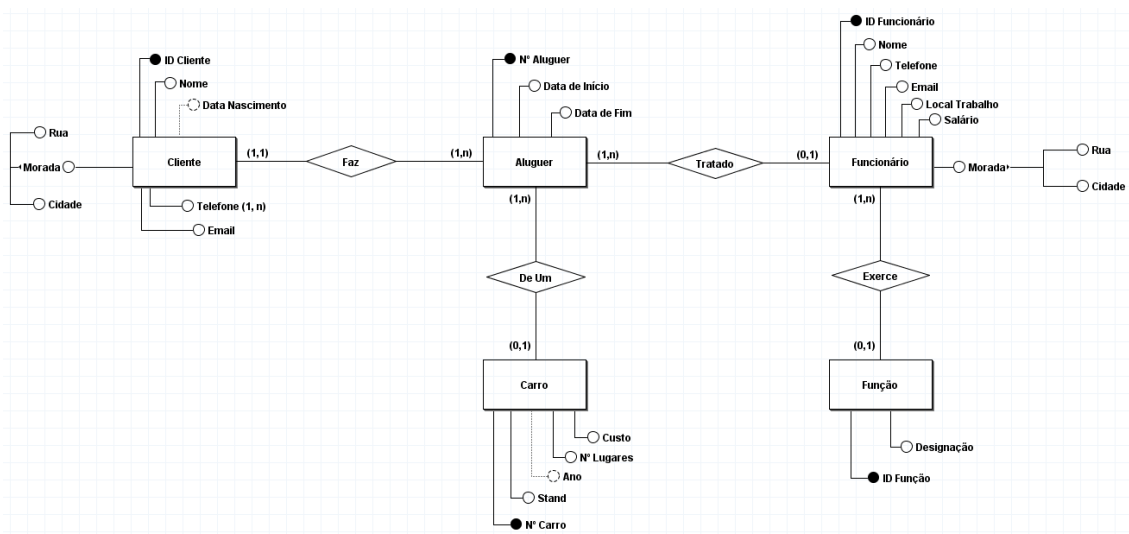 ID Cliente
Nome
Data Nascimento
Rua
Morada
Cidade
Cliente
Telefone (1, n)
Email
(1,1)
Faz
(1,n)
Nº Aluguer
Data de Início
Data de Fim
Aluguer
(1,n)
Tratado
(0,1)
ID Funcionário
Nome
Telefone
Email
Local Trabalho
Salário
Funcionário
Morada
Rua
Cidade
(1,n)
De Um
(0,1)
Carro
Custo
Nº Lugares
Ano
Stand
Nº Carro
(1,n)
Exerce
(0,1)
Função
Designação
ID Função